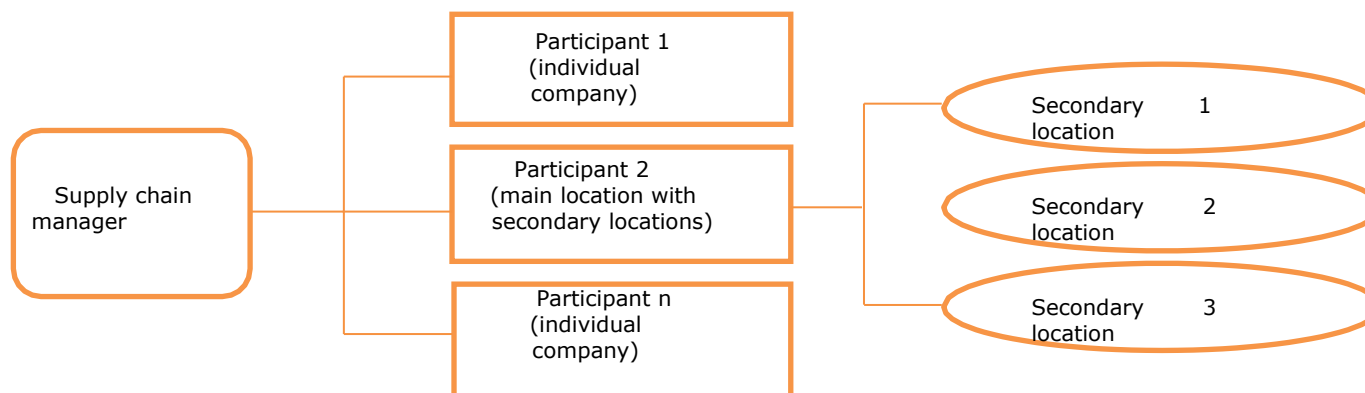 Supply chain
manager
Participant 1
(individual
company)
Participant 2
(main location with
secondary locations)
Participant n
(individual
company)
Secondary 1
location
Secondary 2
location
Secondary 3
location